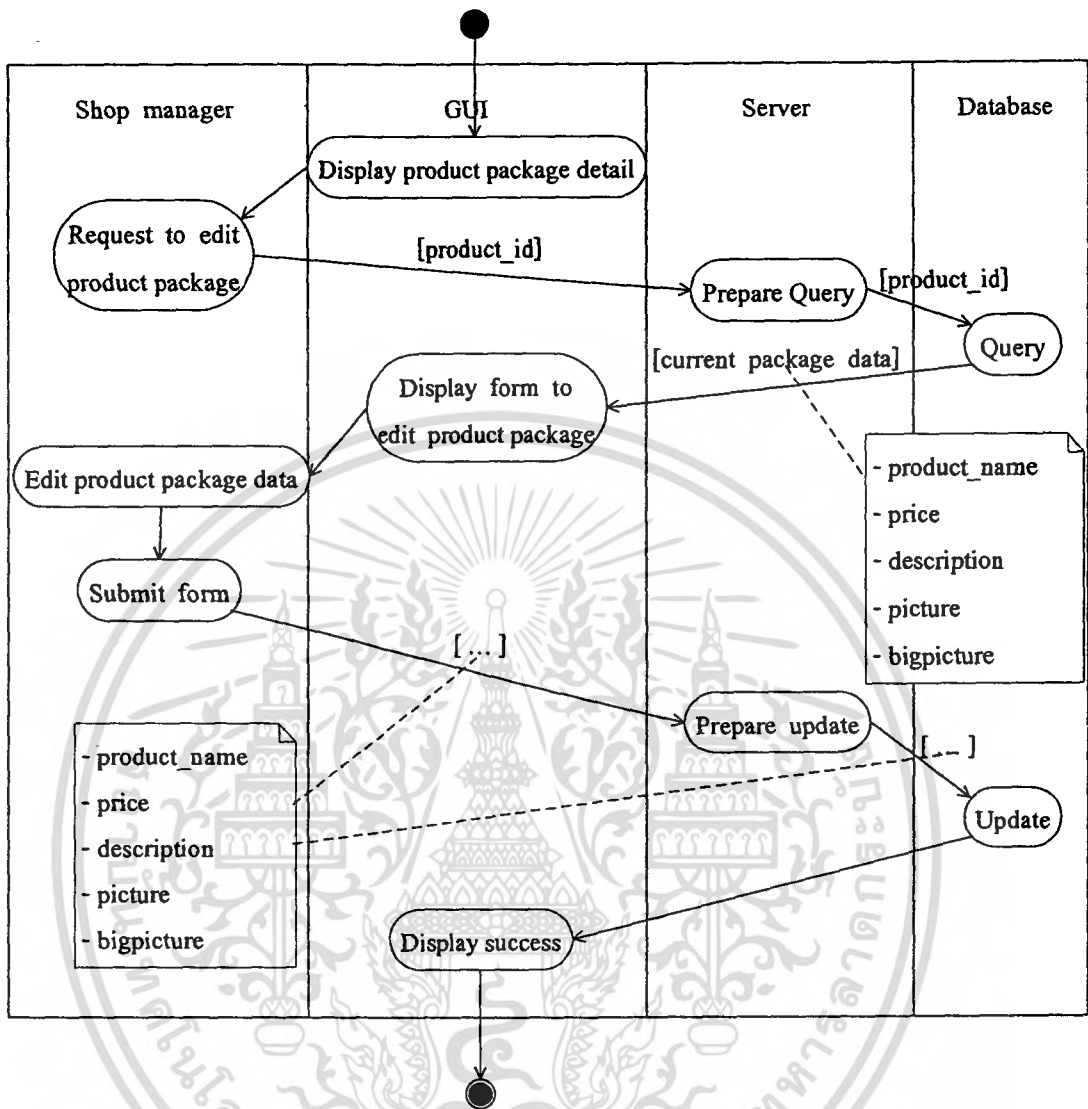 Shop manager
GUI
Server
Database
Display product package detail
Request to edit
product package
[product_id]
Prepare Query
[product_id]
Query
[current package data]
Display form to
edit product package
Edit product package data
- product_name
- price
- description
- picture
- bigpicture
Submit form
[ ... ]
Prepare update
[ ... ]
- product_name
- price
- description
- picture
- bigpicture
Update
Display success